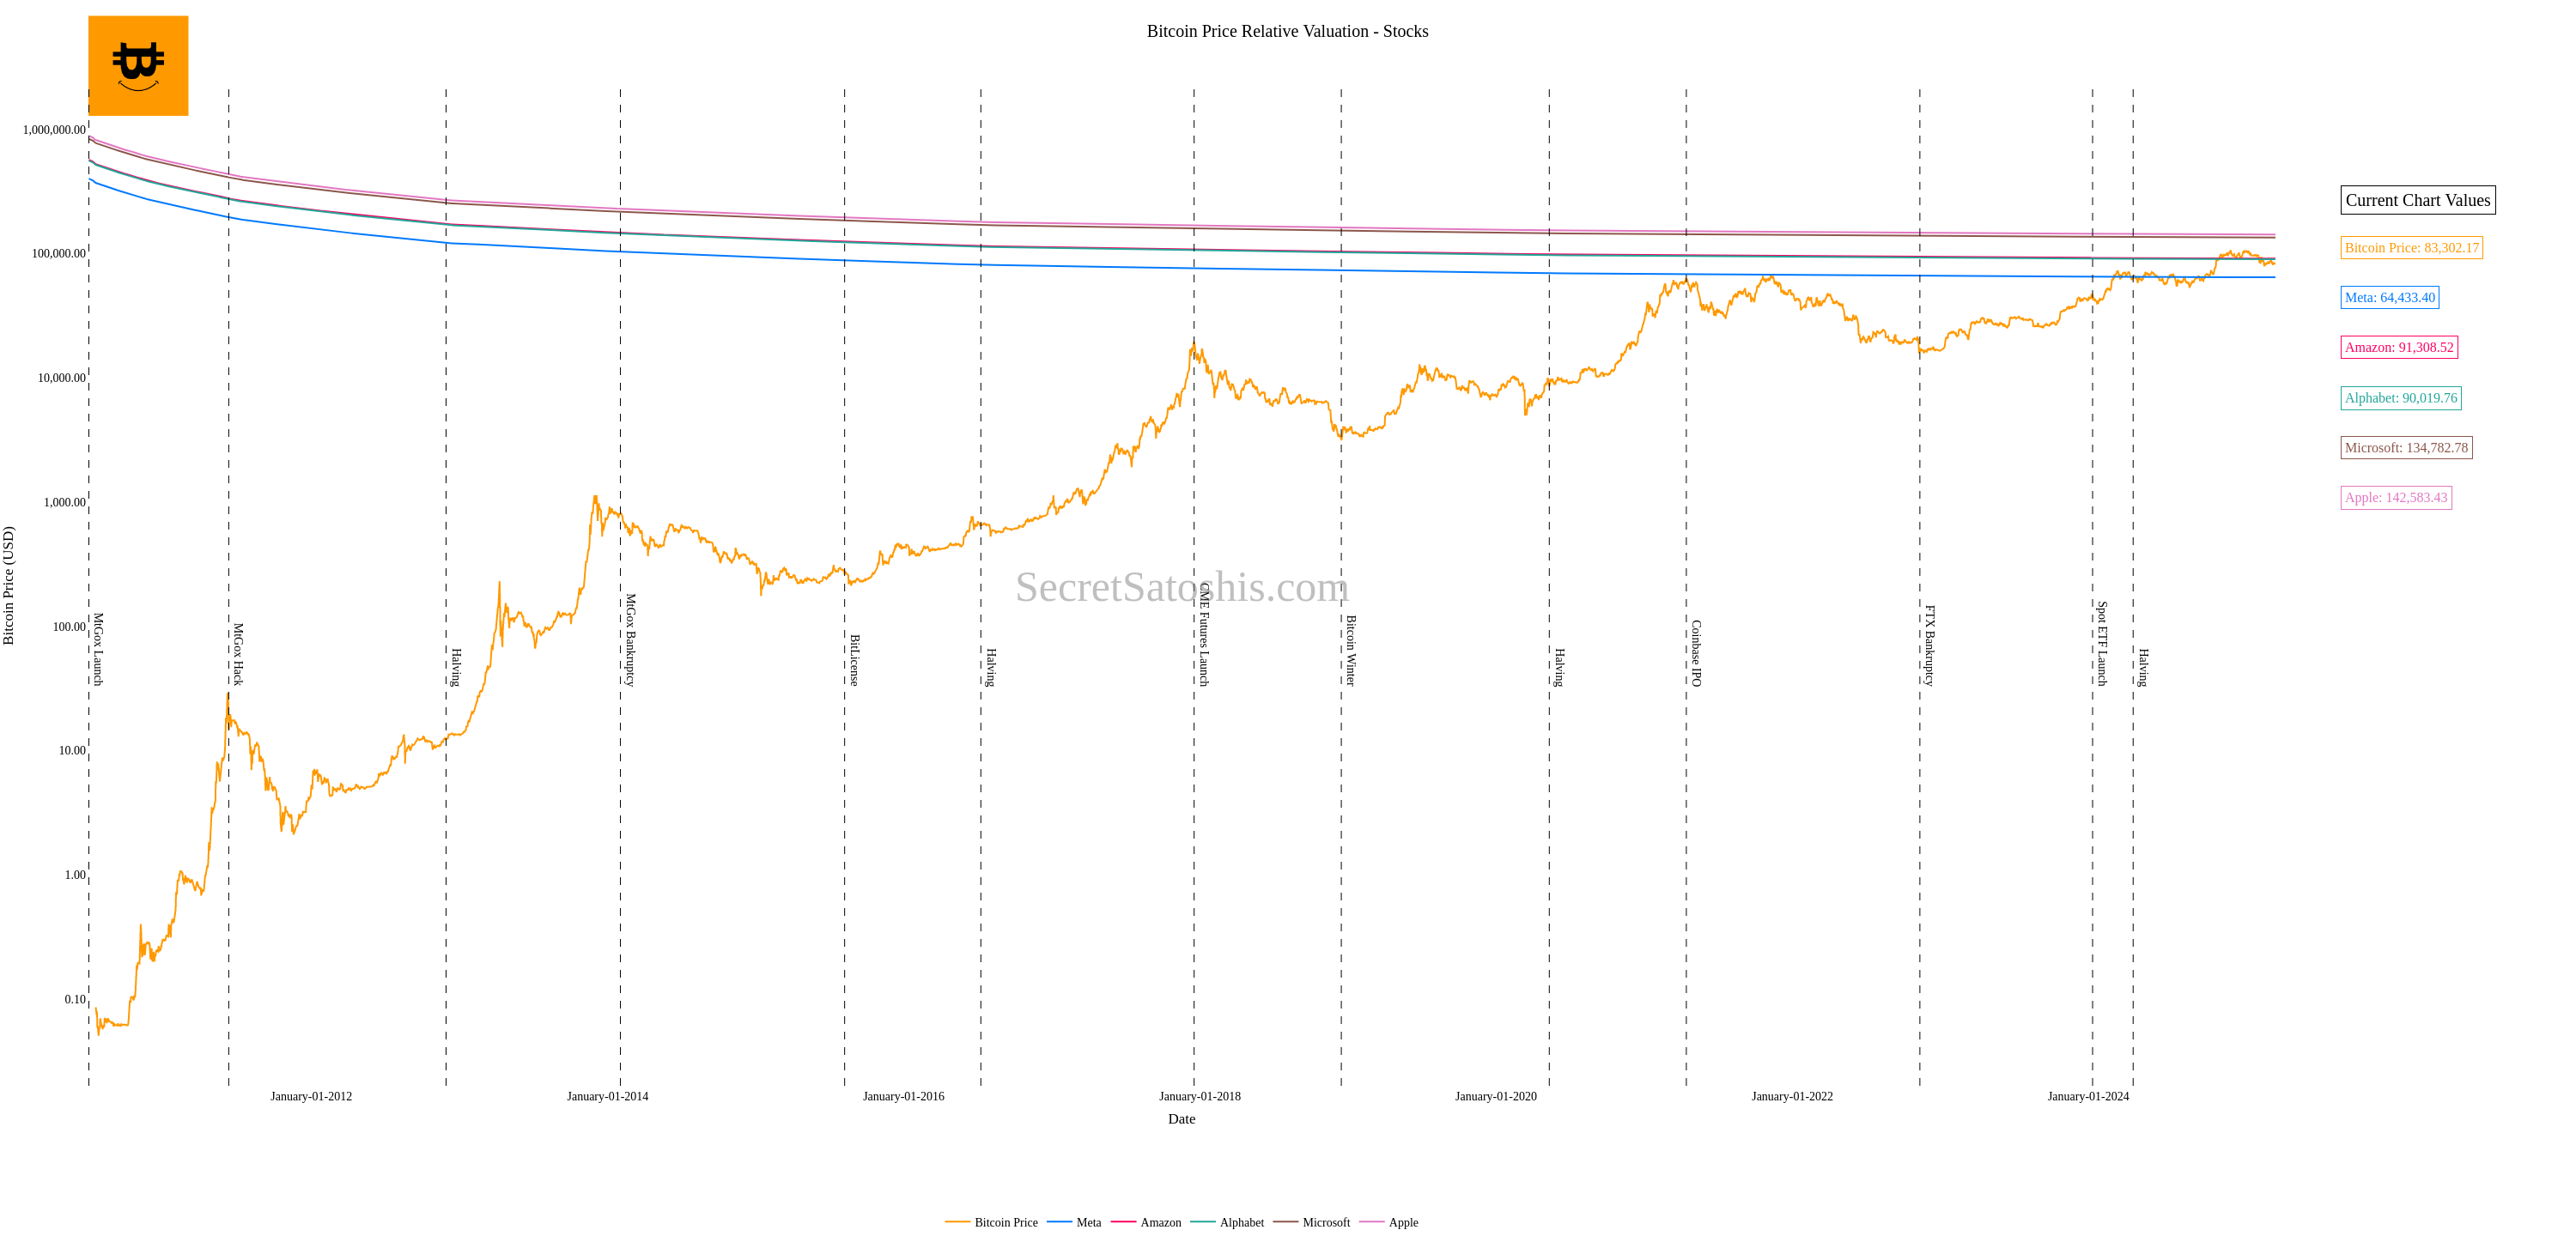 Bitcoin Price Relative Valuation - Stocks
1,000,000.00
100,000.00
10,000.00
1,000.00
100.00
10.00
1.00
0.10
Bitcoin Price (USD)
MtGox Launch
MtGox Hack
Halving
MtGox Bankruptcy
BitLicense
Halving
CME Futures Launch
Bitcoin Winter
Halving
Coinbase IPO
FTX Bankruptcy
Spot ETF Launch
Halving
SecretSatoshis.com
Current Chart Values
Bitcoin Price: 83,302.17
Meta: 64,433.40
Amazon: 91,308.52
Alphabet: 90,019.76
Microsoft: 134,782.78
Apple: 142,583.43
January-01-2012
January-01-2014
January-01-2016
January-01-2018
January-01-2020
January-01-2022
January-01-2024
Date
Bitcoin Price
Meta
Amazon
Alphabet
Microsoft
Apple